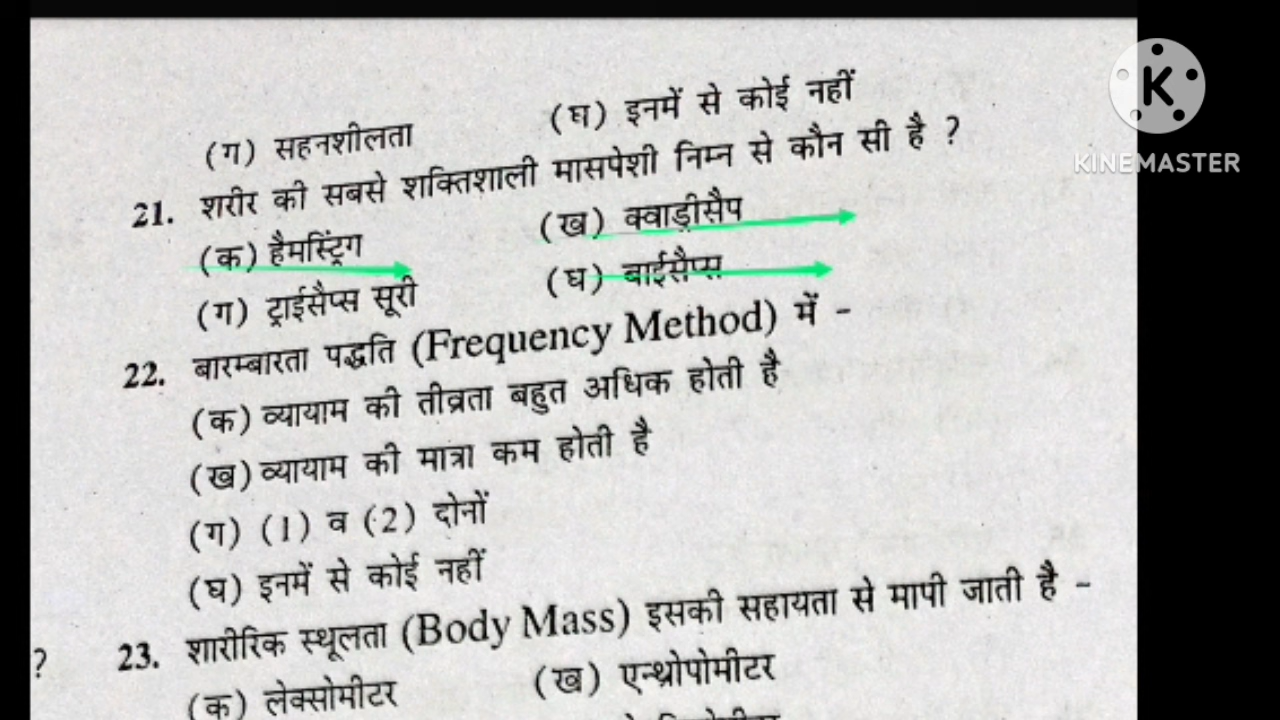 (ग) सहनशीलता (घ) इनमें से कोई नहीं
21. शरीर की सबसे शक्तिशाली मासपेशी निम्न से कौन सी है ?
(क) हैमस्ट्रिंग (ख) क्वाड्रीसैप
(ग) ट्राईसैप्स सूरी (घ) बाईसैप्स
22. बारम्बारता पद्धति (Frequency Method) में -
(क) व्यायाम की तीव्रता बहुत अधिक होती है
(ख) व्यायाम की मात्रा कम होती है
(ग) (1) व (2) दोनों
(घ) इनमें से कोई नहीं
? 23. शारीरिक स्थूलता (Body Mass) इसकी सहायता से मापी जाती है -
(क) लेक्सोमीटर (ख) एन्थ्रोपोमीटर
K
KINEMASTER